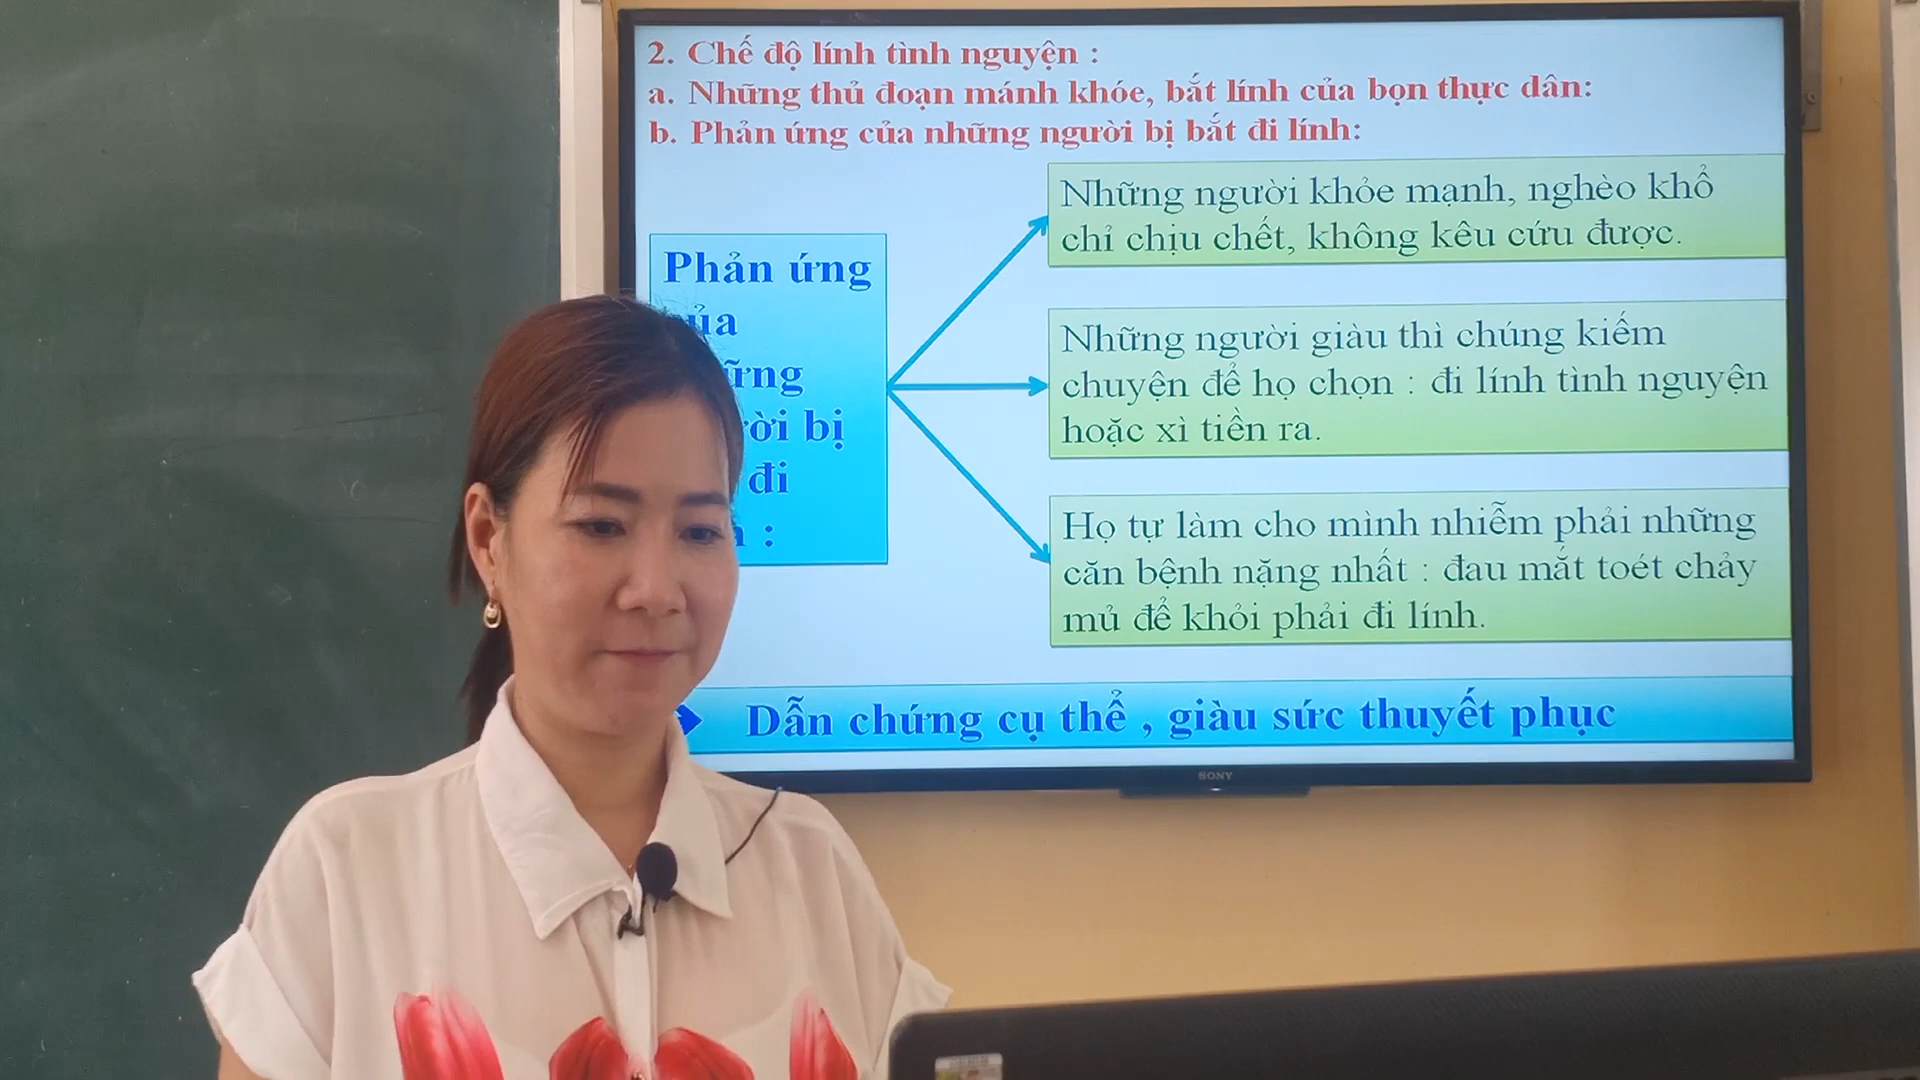 2. Chế độ lính tình nguyện :
a. Những thủ đoạn mánh khóe, bắt lính của bọn thực dân:
b. Phản ứng của những người bị bắt đi lính:
Phản ứng
bị
đi
:
Những người khỏe mạnh, nghèo khổ
chỉ chịu chết, không kêu cứu được.
Những người giàu thì chúng kiếm
chuyện để họ chọn : đi lính tình nguyện
hoặc xì tiền ra.
Họ tự làm cho mình nhiễm phải những
căn bệnh nặng nhất : đau mắt toét chảy
mủ để khỏi phải đi lính.
Dẫn chứng cụ thể , giàu sức thuyết phục
SONY